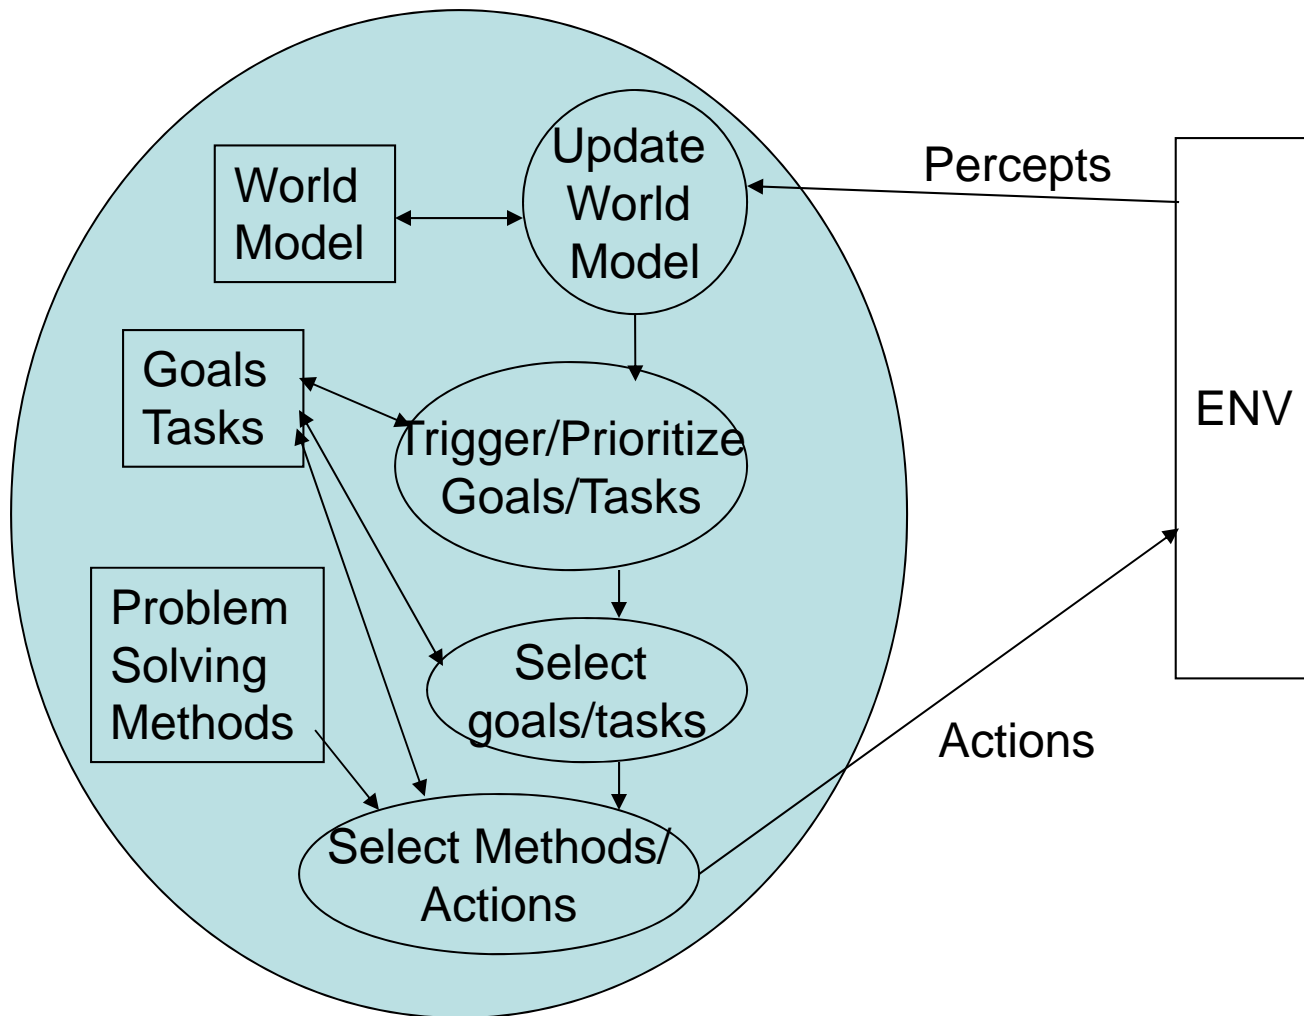 Update
World
Model
World
Model
Percepts
Goals
Tasks
Trigger/Prioritize
Goals/Tasks
ENV
Problem
Solving
Methods
Select
goals/tasks
Actions
Select Methods/
Actions